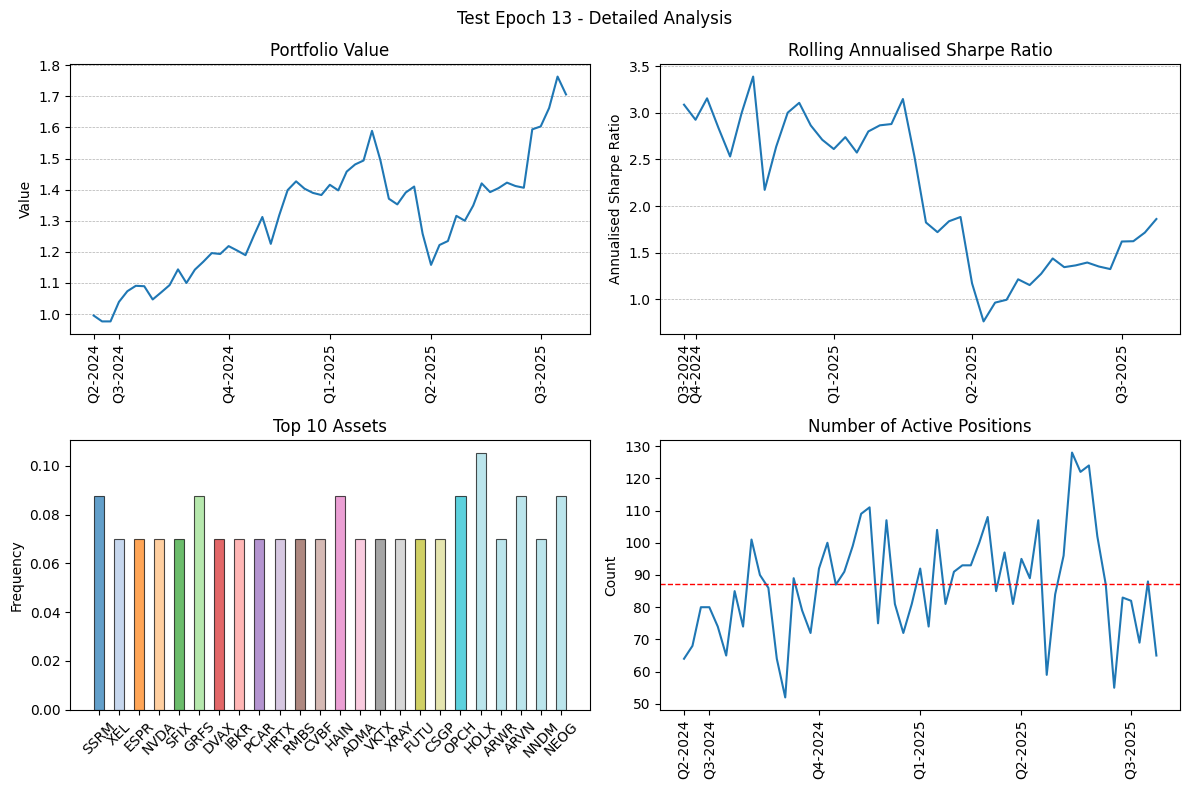 Test Epoch 13 - Detailed Analysis
Portfolio Value
Value
1.8
1.7
1.6
1.5
1.4
1.3
1.2
1.1
1.0
Q2-2024
Q3-2024
Q4-2024
Q1-2025
Q2-2025
Q3-2025
Rolling Annualised Sharpe Ratio
Annualised Sharpe Ratio
3.5
3.0
2.5
2.0
1.5
1.0
Q3-2024
Q4-2024
Q1-2025
Q2-2025
Q3-2025
Top 10 Assets
Frequency
0.10
0.08
0.06
0.04
0.02
0.00
SSRM
XEL
ESPR
NVDA
SFIX
GRFS
DVAX
IBKR
PCAR
HRTX
RMBS
CVBF
HAIN
ADMA
VKTX
XRAY
FUTU
CSGP
OPCH
HOLX
ARWR
ARVN
NNDM
NEOG
Number of Active Positions
Count
130
120
110
100
90
80
70
60
50
Q2-2024
Q3-2024
Q4-2024
Q1-2025
Q2-2025
Q3-2025